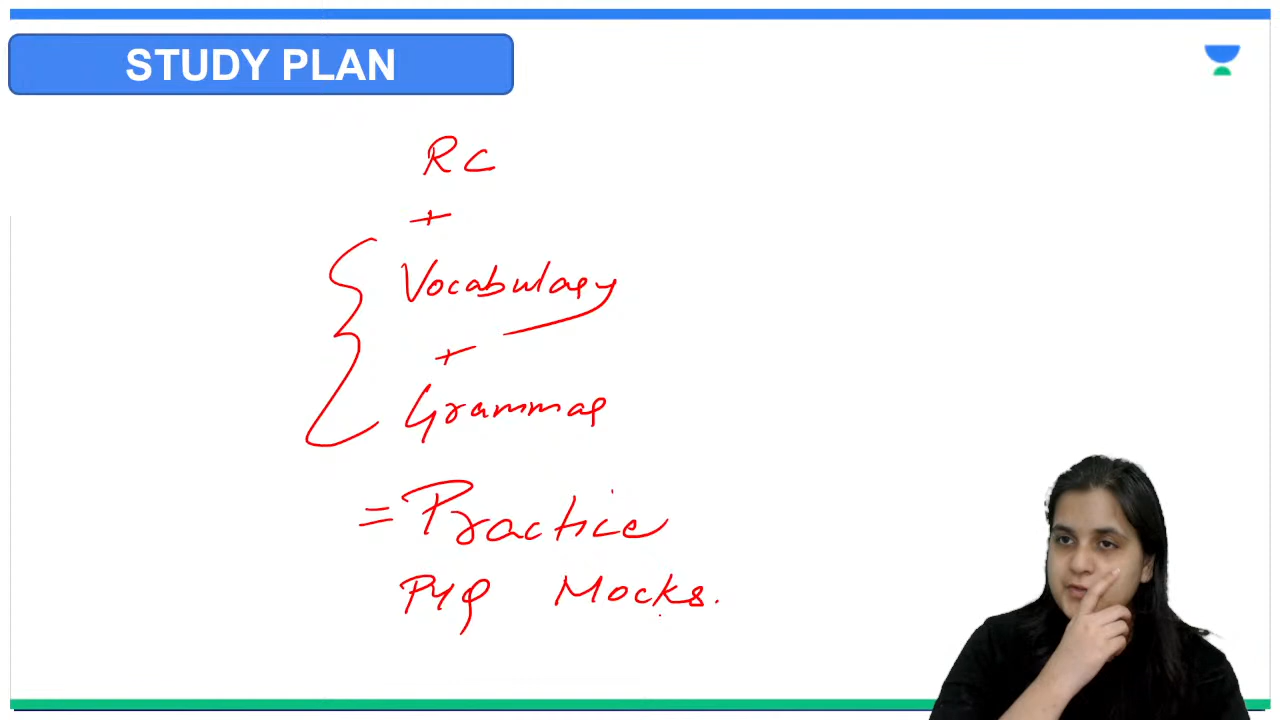 STUDY PLAN
RC
+
Vocabulary
+
Grammar
= Practice
PYQ Mocks.